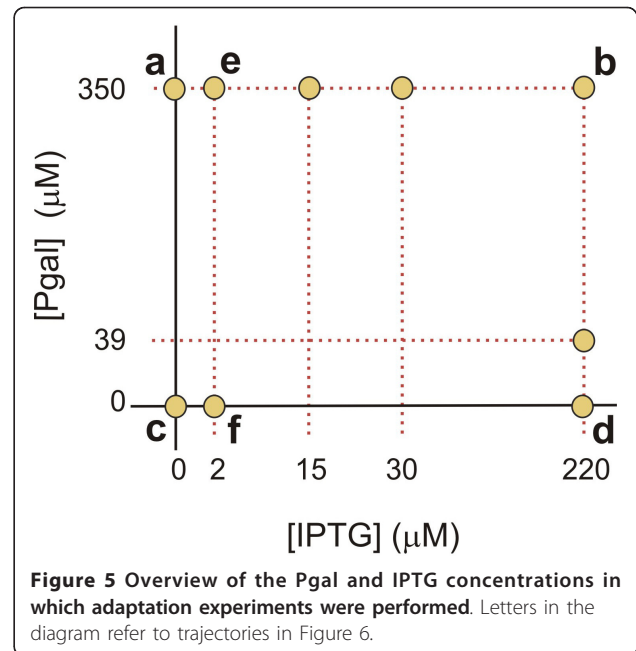 a e b
350
[Pgal] (μM)
39
0
c f d
0 2 15 30 220
[IPTG] (μM)
Figure 5 Overview of the Pgal and IPTG concentrations in
which adaptation experiments were performed. Letters in the
diagram refer to trajectories in Figure 6.